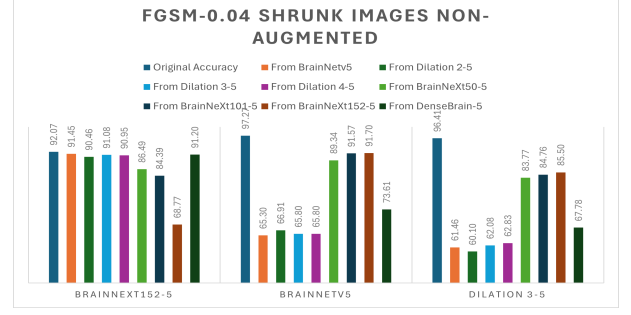 FGSM-0.04 SHRUNK IMAGES NON-
AUGMENTED
Original Accuracy From BrainNetv5 From Dilation 2-5
From Dilation 3-5 From Dilation 4-5 From BrainNeXt50-5
From BrainNeXt101-5 From BrainNeXt152-5 From DenseBrain-5
92.07 91.45 90.46 91.08 90.95 86.49 84.39 68.77 91.20
97.27 65.30 66.91 65.80 65.80 89.34 91.57 91.70 73.61
96.41 61.46 60.10 62.08 62.83 83.77 84.76 85.50 67.78
BRAINNEXT152-5 BRAINNETV5 DILATION 3-5